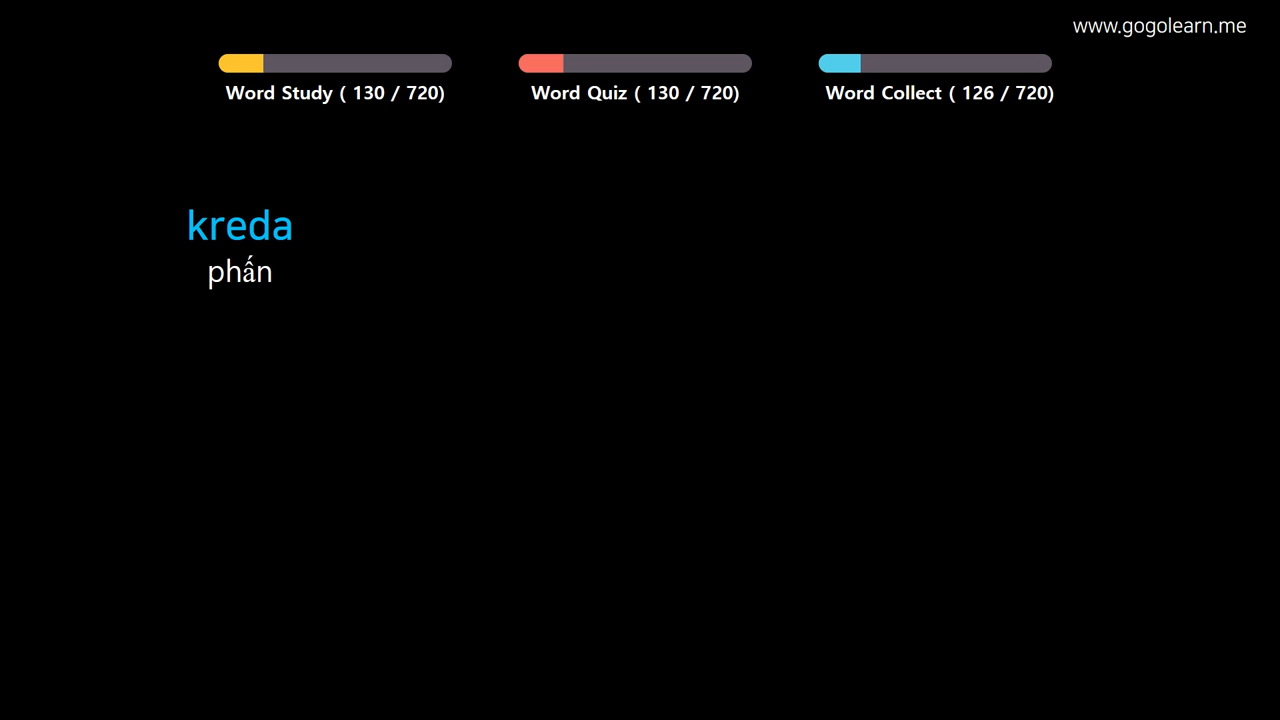 www.gogolearn.me
Word Study ( 130 / 720)
Word Quiz ( 130 / 720)
Word Collect ( 126 / 720)
kreda
phấn